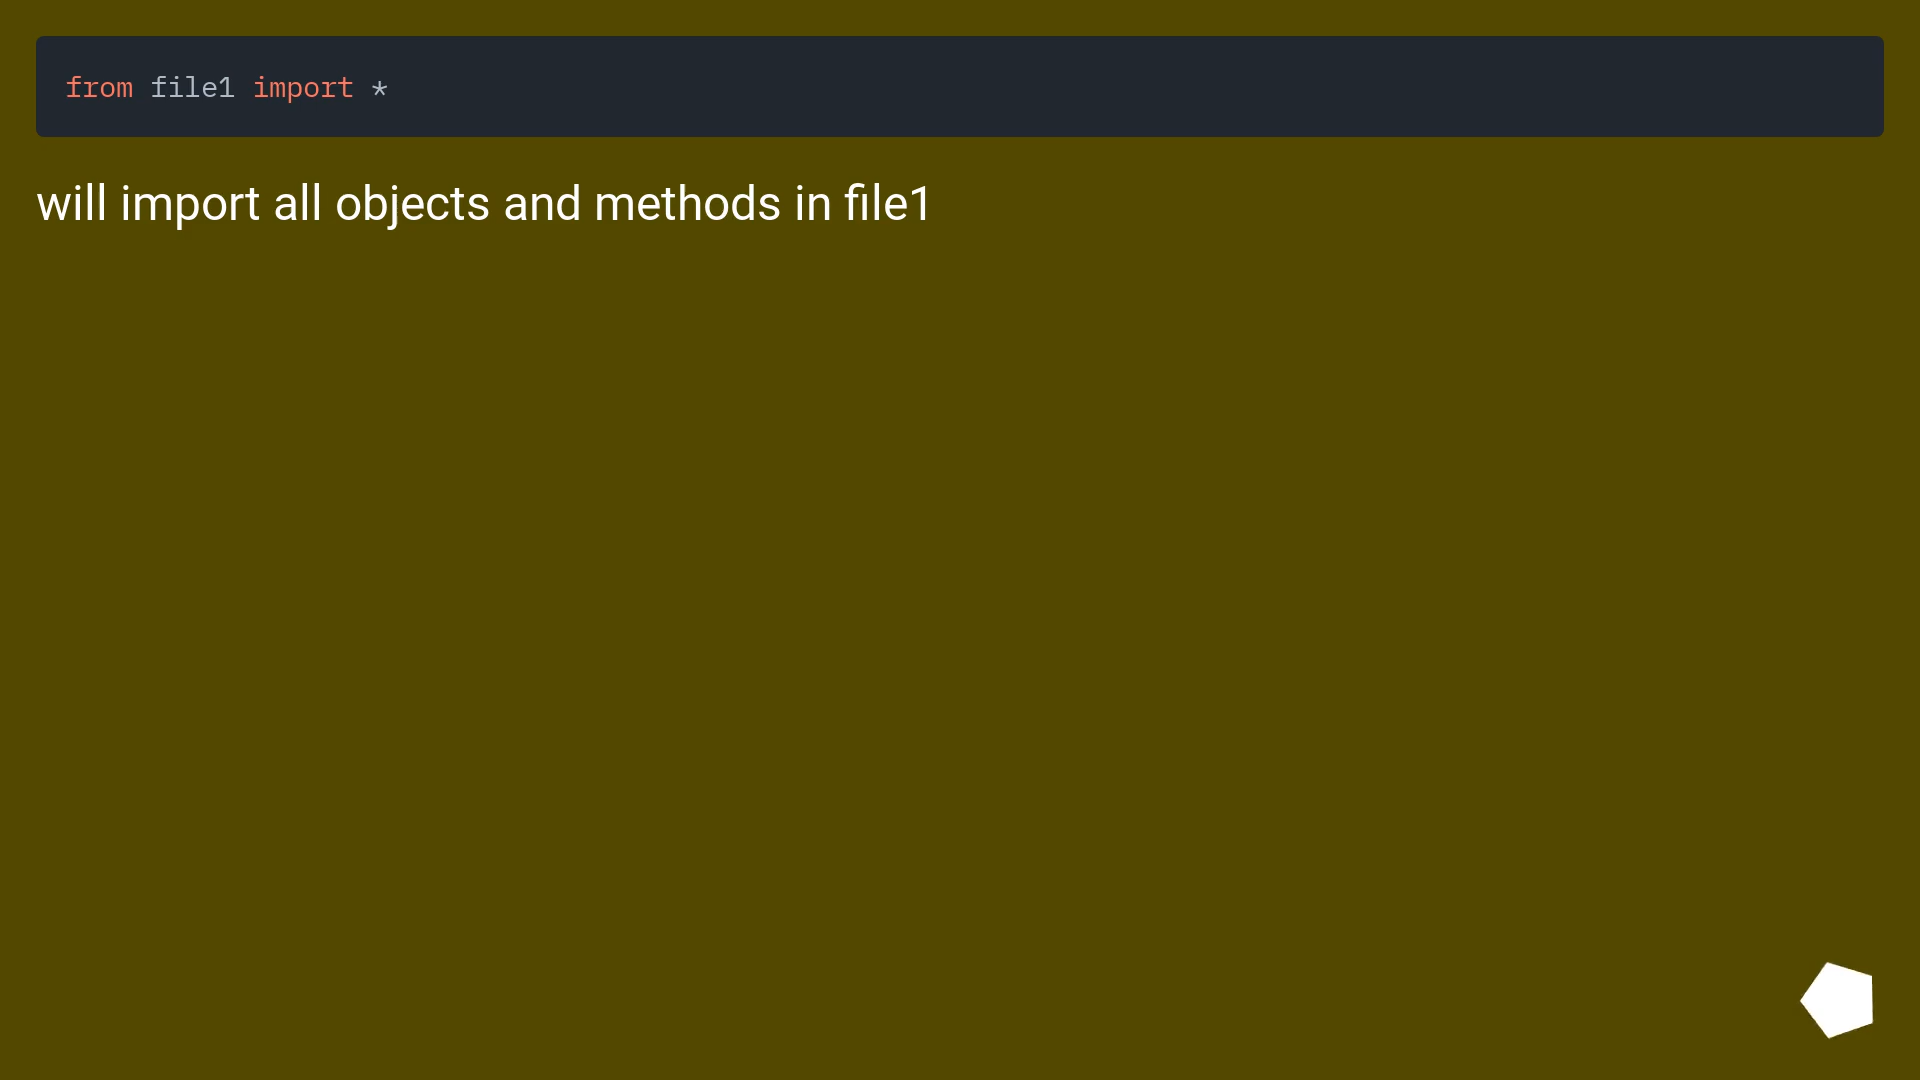 from file1 import *
will import all objects and methods in file1